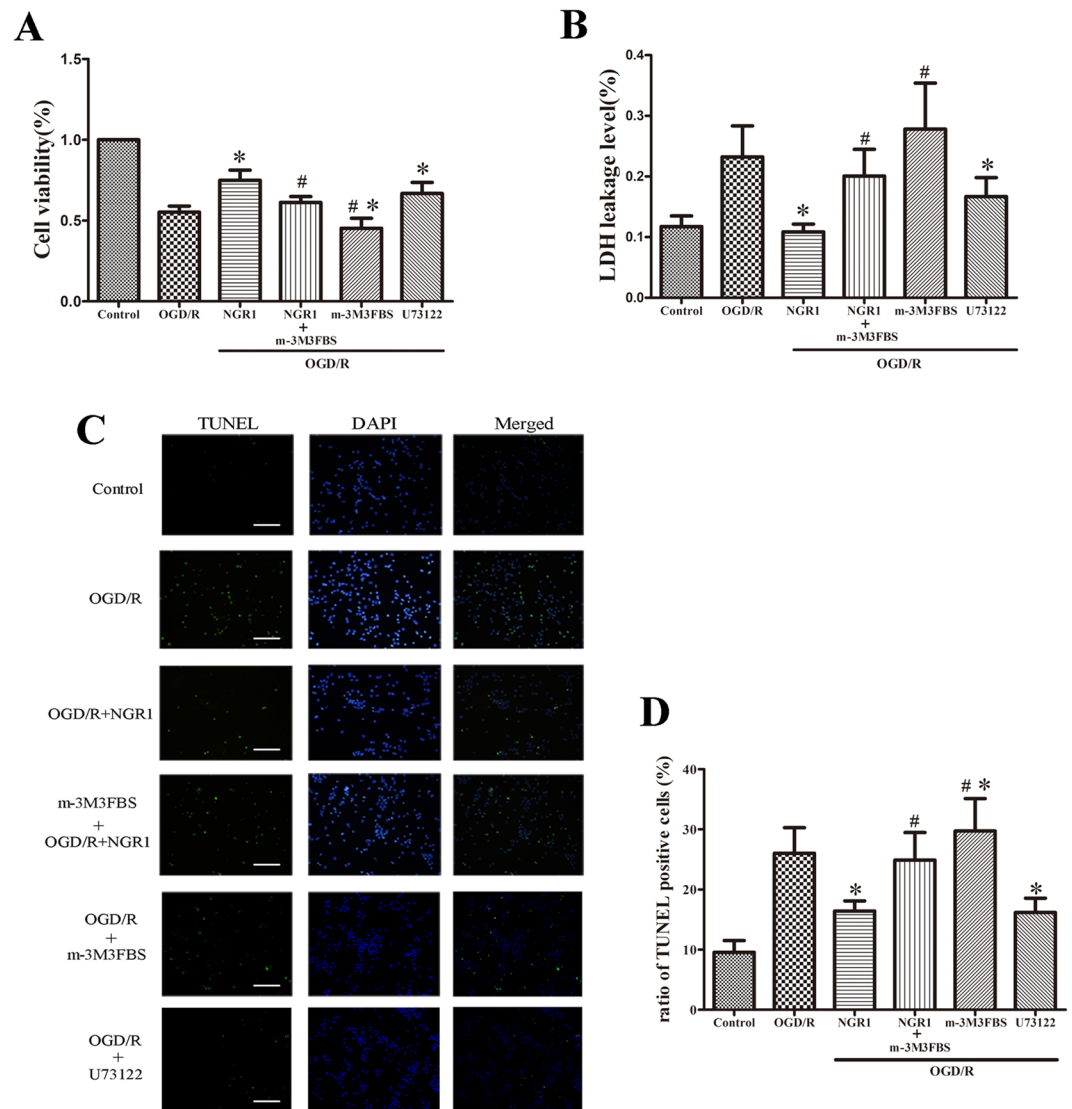 A
Cell viability(%)
1.5
1.0
0.5
0.0
*
#
# *
*
Control OGD/R NGR1 NGR1 m-3M3FBS U73122
+
m-3M3FBS
OGD/R
B
LDH leakage level(%)
0.4
0.3
0.2
0.1
0.0
*
#
#
*
Control OGD/R NGR1 NGR1 m-3M3FBS U73122
+
m-3M3FBS
OGD/R
C
TUNEL DAPI Merged
Control
OGD/R
OGD/R+NGR1
m-3M3FBS
+
OGD/R+NGR1
OGD/R
+
m-3M3FBS
OGD/R
+
U73122
D
ratio of TUNEL positive cells (%)
40
30
20
10
0
*
#
# *
*
Control OGD/R NGR1 NGR1 m-3M3FBS U73122
+
m-3M3FBS
OGD/R